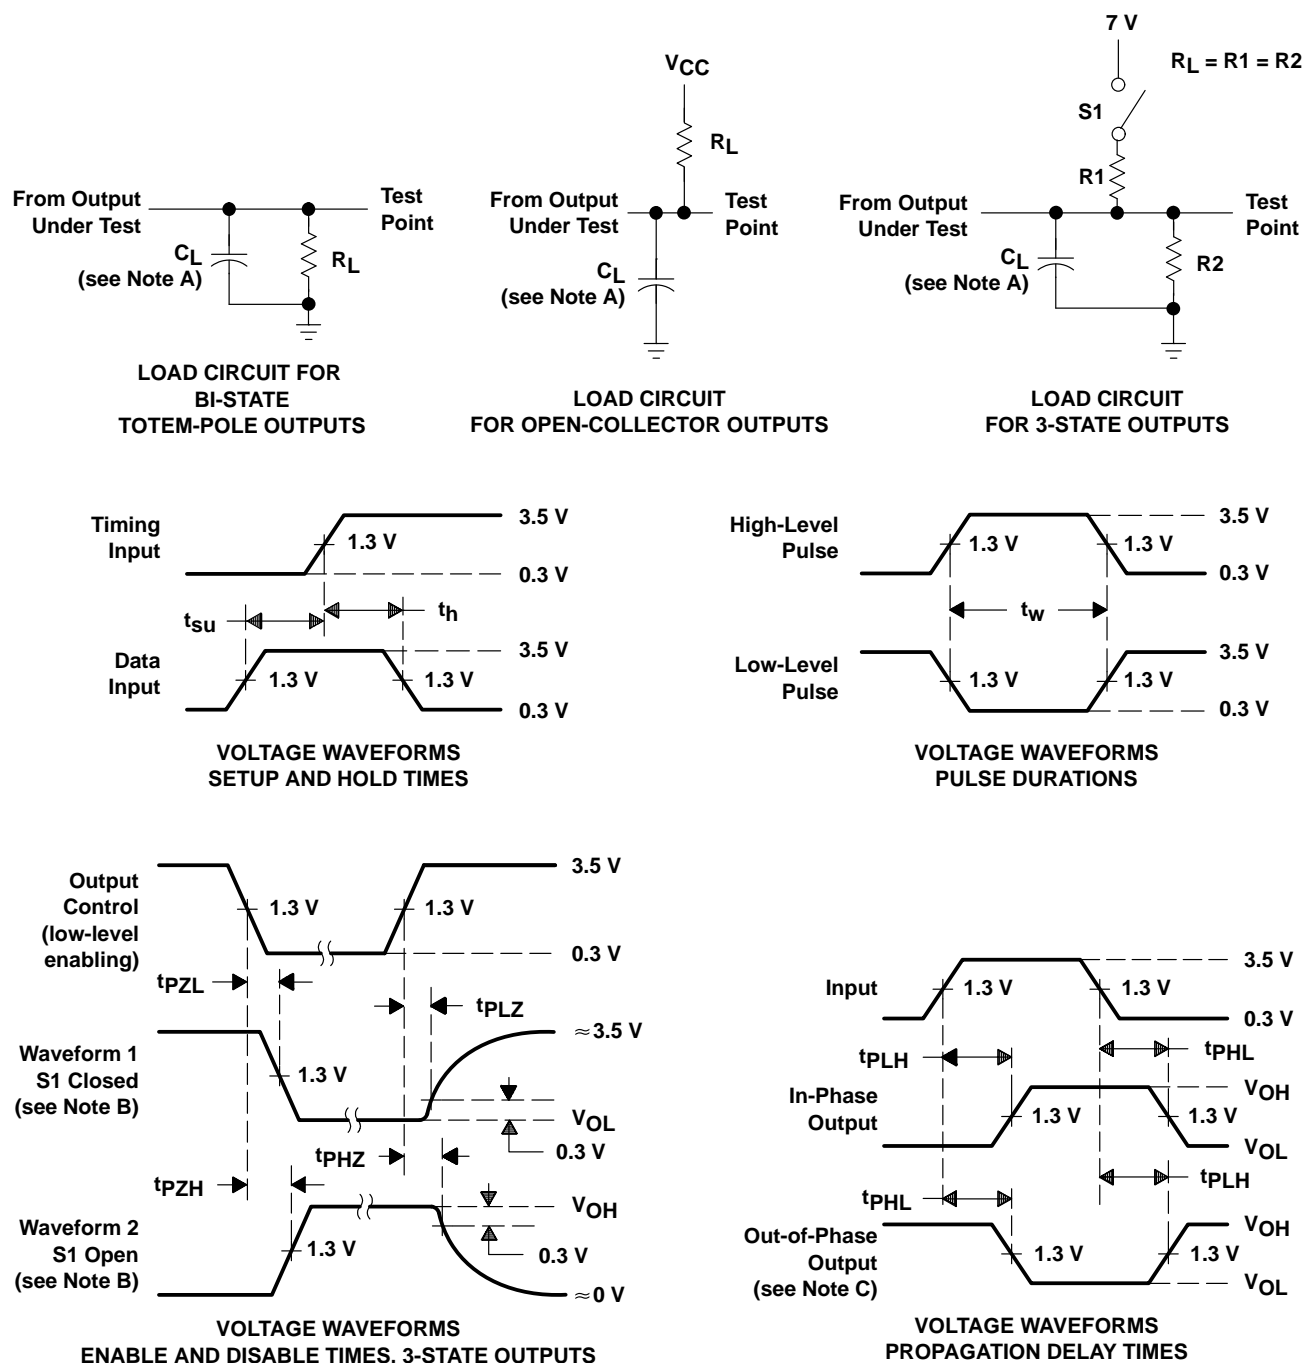 VCC
RL
From Output
Under Test
Test
Point
CL
(see Note A)
RL
LOAD CIRCUIT FOR
BI-STATE
TOTEM-POLE OUTPUTS
From Output
Under Test
Test
Point
CL
(see Note A)
LOAD CIRCUIT
FOR OPEN-COLLECTOR OUTPUTS
7 V
RL = R1 = R2
S1
R1
From Output
Under Test
Test
Point
CL
(see Note A)
R2
LOAD CIRCUIT
FOR 3-STATE OUTPUTS
Timing
Input
1.3 V
3.5 V
0.3 V
tsu
th
Data
Input
1.3 V
1.3 V
3.5 V
0.3 V
VOLTAGE WAVEFORMS
SETUP AND HOLD TIMES
High-Level
Pulse
1.3 V
1.3 V
3.5 V
0.3 V
tw
Low-Level
Pulse
1.3 V
1.3 V
3.5 V
0.3 V
VOLTAGE WAVEFORMS
PULSE DURATIONS
Output
Control
(low-level
enabling)
1.3 V
1.3 V
3.5 V
0.3 V
tPZL
tPLZ
Waveform 1
S1 Closed
(see Note B)
1.3 V
≈3.5 V
VOL
0.3 V
tPHZ
tPZH
Waveform 2
S1 Open
(see Note B)
1.3 V
VOH
0.3 V
≈0 V
VOLTAGE WAVEFORMS
ENABLE AND DISABLE TIMES, 3-STATE OUTPUTS
Input
1.3 V
1.3 V
3.5 V
0.3 V
tPLH
tPHL
In-Phase
Output
1.3 V
1.3 V
VOH
VOL
tPHL
tPLH
Out-of-Phase
Output
(see Note C)
1.3 V
1.3 V
VOH
VOL
VOLTAGE WAVEFORMS
PROPAGATION DELAY TIMES